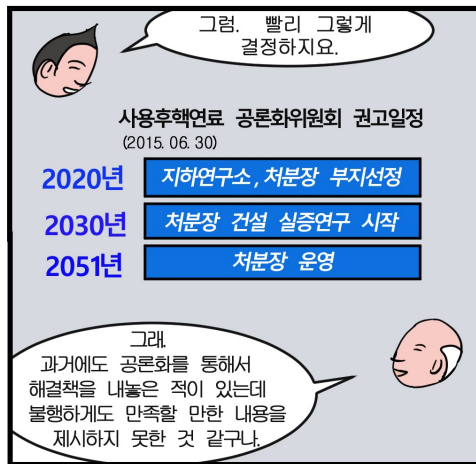 그럼. 빨리 그렇게
결정하지요.
사용후핵연료 공론화위원회 권고일정
(2015. 06. 30)
2020년 지하연구소,처분장 부지선정
2030년 처분장 건설 실증연구 시작
2051년 처분장 운영
그래.
과거에도 공론화를 통해서
해결책을 내놓은 적이 있는데
불행하게도 만족할 만한 내용을
제시하지 못한 것 같구나.